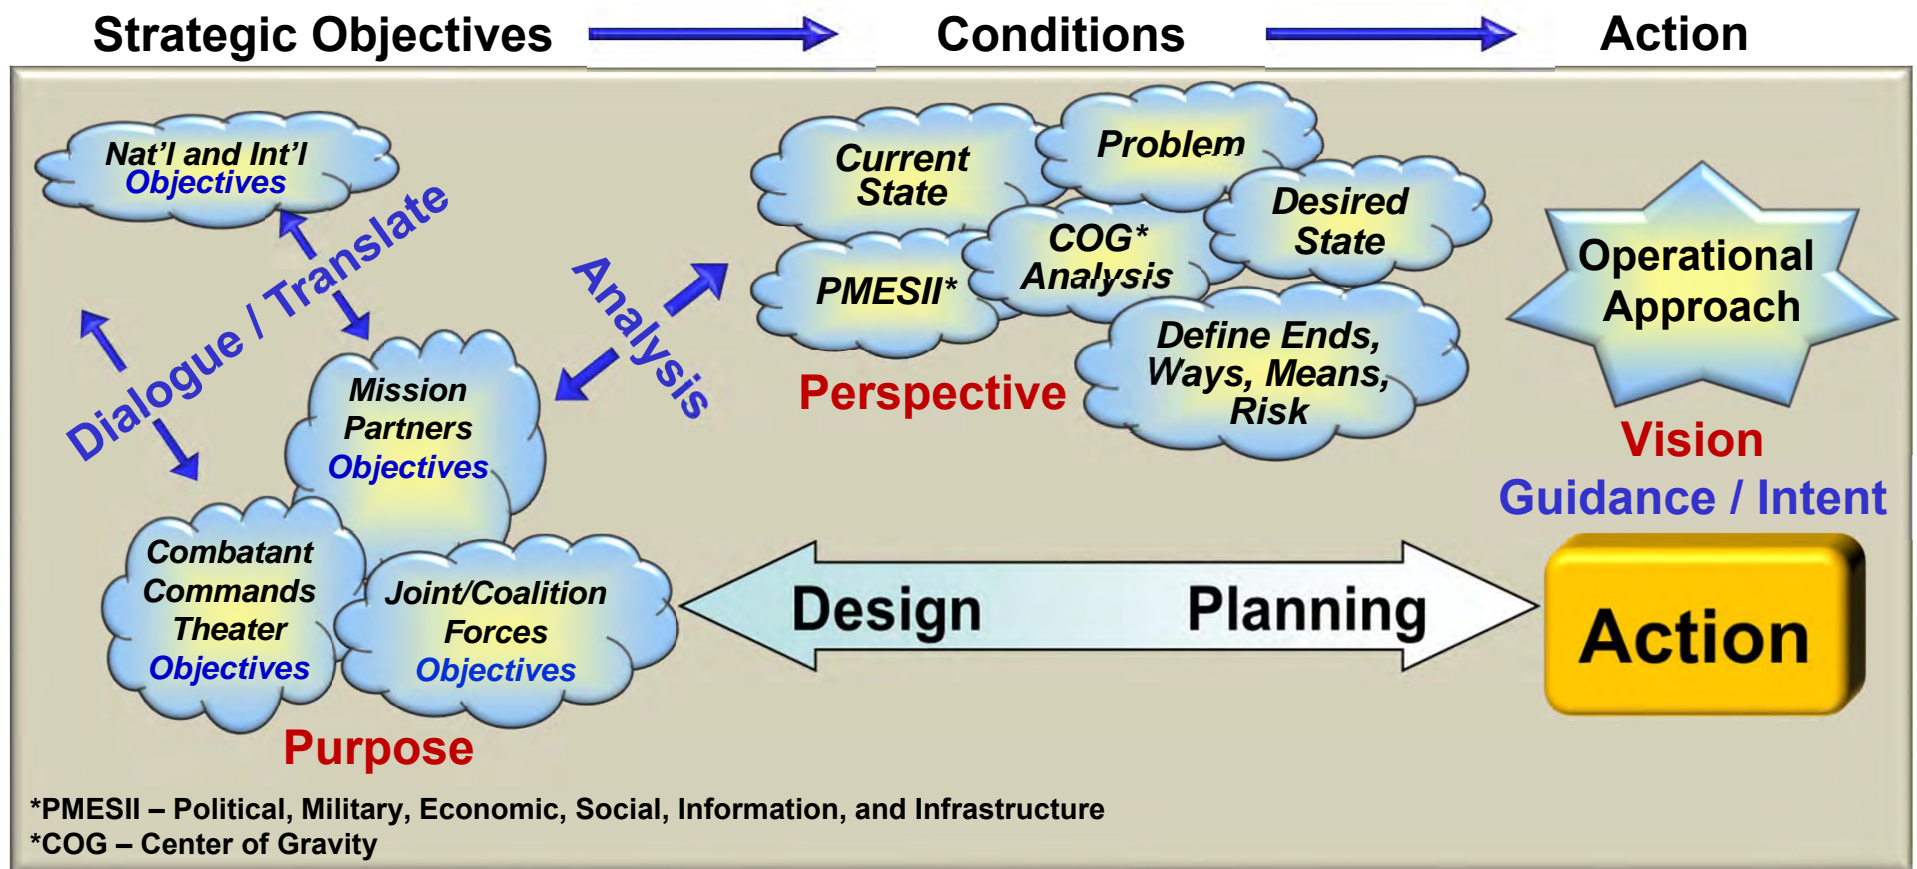 Strategic Objectives
Conditions
Action
Nat'l and Int'l
Objectives
Dialogue / Translate
Mission
Partners
Objectives
Combatant
Commands
Theater
Objectives
Joint/Coalition
Forces
Objectives
Purpose
Analysis
Current
State
Problem
Desired
State
PMESII*
COG*
Analysis
Define Ends,
Ways, Means,
Risk
Perspective
Operational
Approach
Vision
Guidance / Intent
Design
Planning
Action
*PMESII – Political, Military, Economic, Social, Information, and Infrastructure
*COG – Center of Gravity